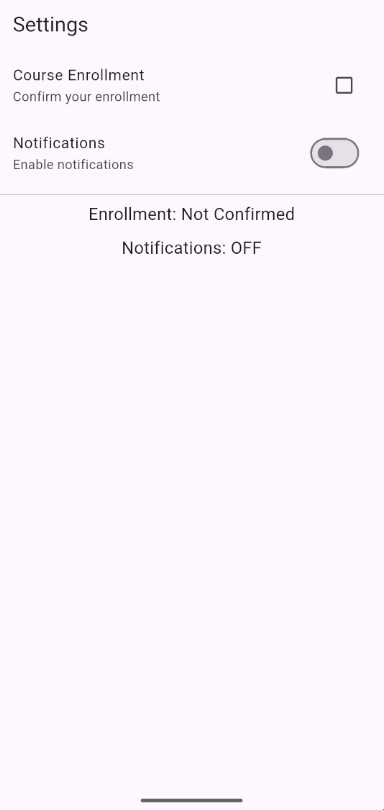 Settings
Course Enrollment
Confirm your enrollment
Notifications
Enable notifications
Enrollment: Not Confirmed
Notifications: OFF